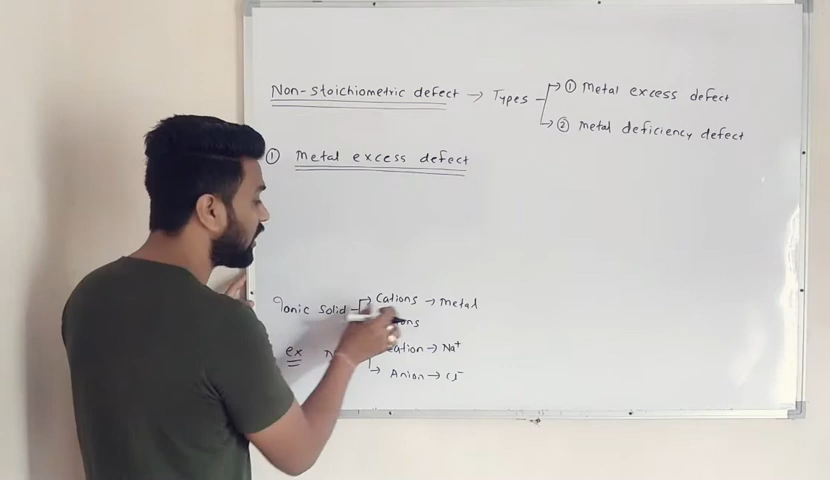 Non-stoichiometric defect → Types → ① Metal excess defect
→ ② Metal deficiency defect
① Metal excess defect
Ionic Solid → Cations → Metal
ex
Cation → Na⁺
→ Anion → Cl⁻